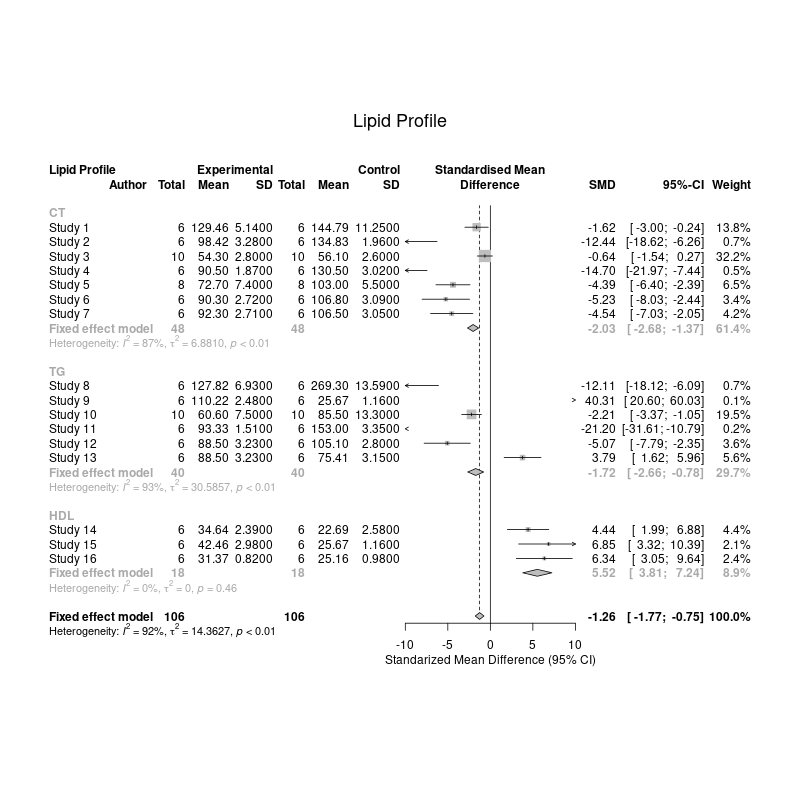 Lipid Profile
Lipid Profile Experimental Control Standardised Mean
Author Total Mean SD Total Mean SD Difference SMD 95%-CI Weight
CT
Study 1 6 129.46 5.1400 6 144.79 11.2500 -1.62 [ -3.00; -0.24] 13.8%
Study 2 6 98.42 3.2800 6 134.83 1.9600 -12.44 [-18.62; -6.26] 0.7%
Study 3 10 54.30 2.8000 10 56.10 2.6000 -0.64 [ -1.54; 0.27] 32.2%
Study 4 6 90.50 1.8700 6 130.50 3.0200 -14.70 [-21.97; -7.44] 0.5%
Study 5 8 72.70 7.4000 8 103.00 5.5000 -4.39 [ -6.40; -2.39] 6.5%
Study 6 6 90.30 2.7200 6 106.80 3.0900 -5.23 [ -8.03; -2.44] 3.4%
Study 7 6 92.30 2.7100 6 106.50 3.0500 -4.54 [ -7.03; -2.05] 4.2%
Fixed effect model 48 48 -2.03 [ -2.68; -1.37] 61.4%
Heterogeneity: I² = 87%, τ² = 6.8810, p < 0.01
TG
Study 8 6 127.82 6.9300 6 269.30 13.5900 -12.11 [-18.12; -6.09] 0.7%
Study 9 6 110.22 2.4800 6 25.67 1.1600 40.31 [ 20.60; 60.03] 0.1%
Study 10 10 60.60 7.5000 10 85.50 13.3000 -2.21 [ -3.37; -1.05] 19.5%
Study 11 6 93.33 1.5100 6 153.00 3.3500 -21.20 [-31.61; -10.79] 0.2%
Study 12 6 88.50 3.2300 6 105.10 2.8000 -5.07 [ -7.79; -2.35] 3.6%
Study 13 6 88.50 3.2300 6 75.41 3.1500 3.79 [ 1.62; 5.96] 5.6%
Fixed effect model 40 40 -1.72 [ -2.66; -0.78] 29.7%
Heterogeneity: I² = 93%, τ² = 30.5857, p < 0.01
HDL
Study 14 6 34.64 2.3900 6 22.69 2.5800 4.44 [ 1.99; 6.88] 4.4%
Study 15 6 42.46 2.9800 6 25.67 1.1600 6.85 [ 3.32; 10.39] 2.1%
Study 16 6 31.37 0.8200 6 25.16 0.9800 6.34 [ 3.05; 9.64] 2.4%
Fixed effect model 18 18 5.52 [ 3.81; 7.24] 8.9%
Heterogeneity: I² = 0%, τ² = 0, p = 0.46
Fixed effect model 106 106 -1.26 [ -1.77; -0.75] 100.0%
Heterogeneity: I² = 92%, τ² = 14.3627, p < 0.01
-10 -5 0 5 10
Standarized Mean Difference (95% CI)